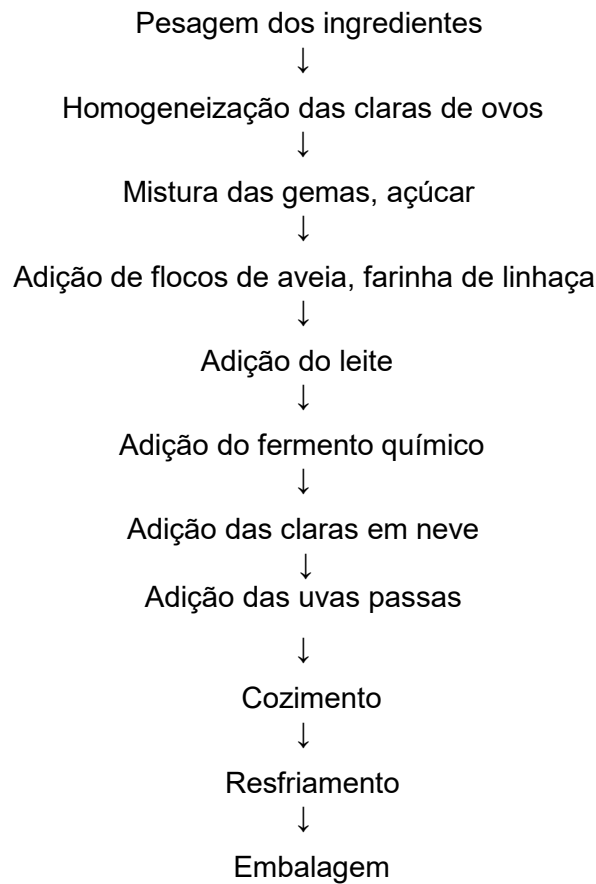 Pesagem dos ingredientes
↓
Homogeneização das claras de ovos
↓
Mistura das gemas, açúcar
↓
Adição de flocos de aveia, farinha de linhaça
↓
Adição do leite
↓
Adição do fermento químico
↓
Adição das claras em neve
↓
Adição das uvas passas
↓
Cozimento
↓
Resfriamento
↓
Embalagem